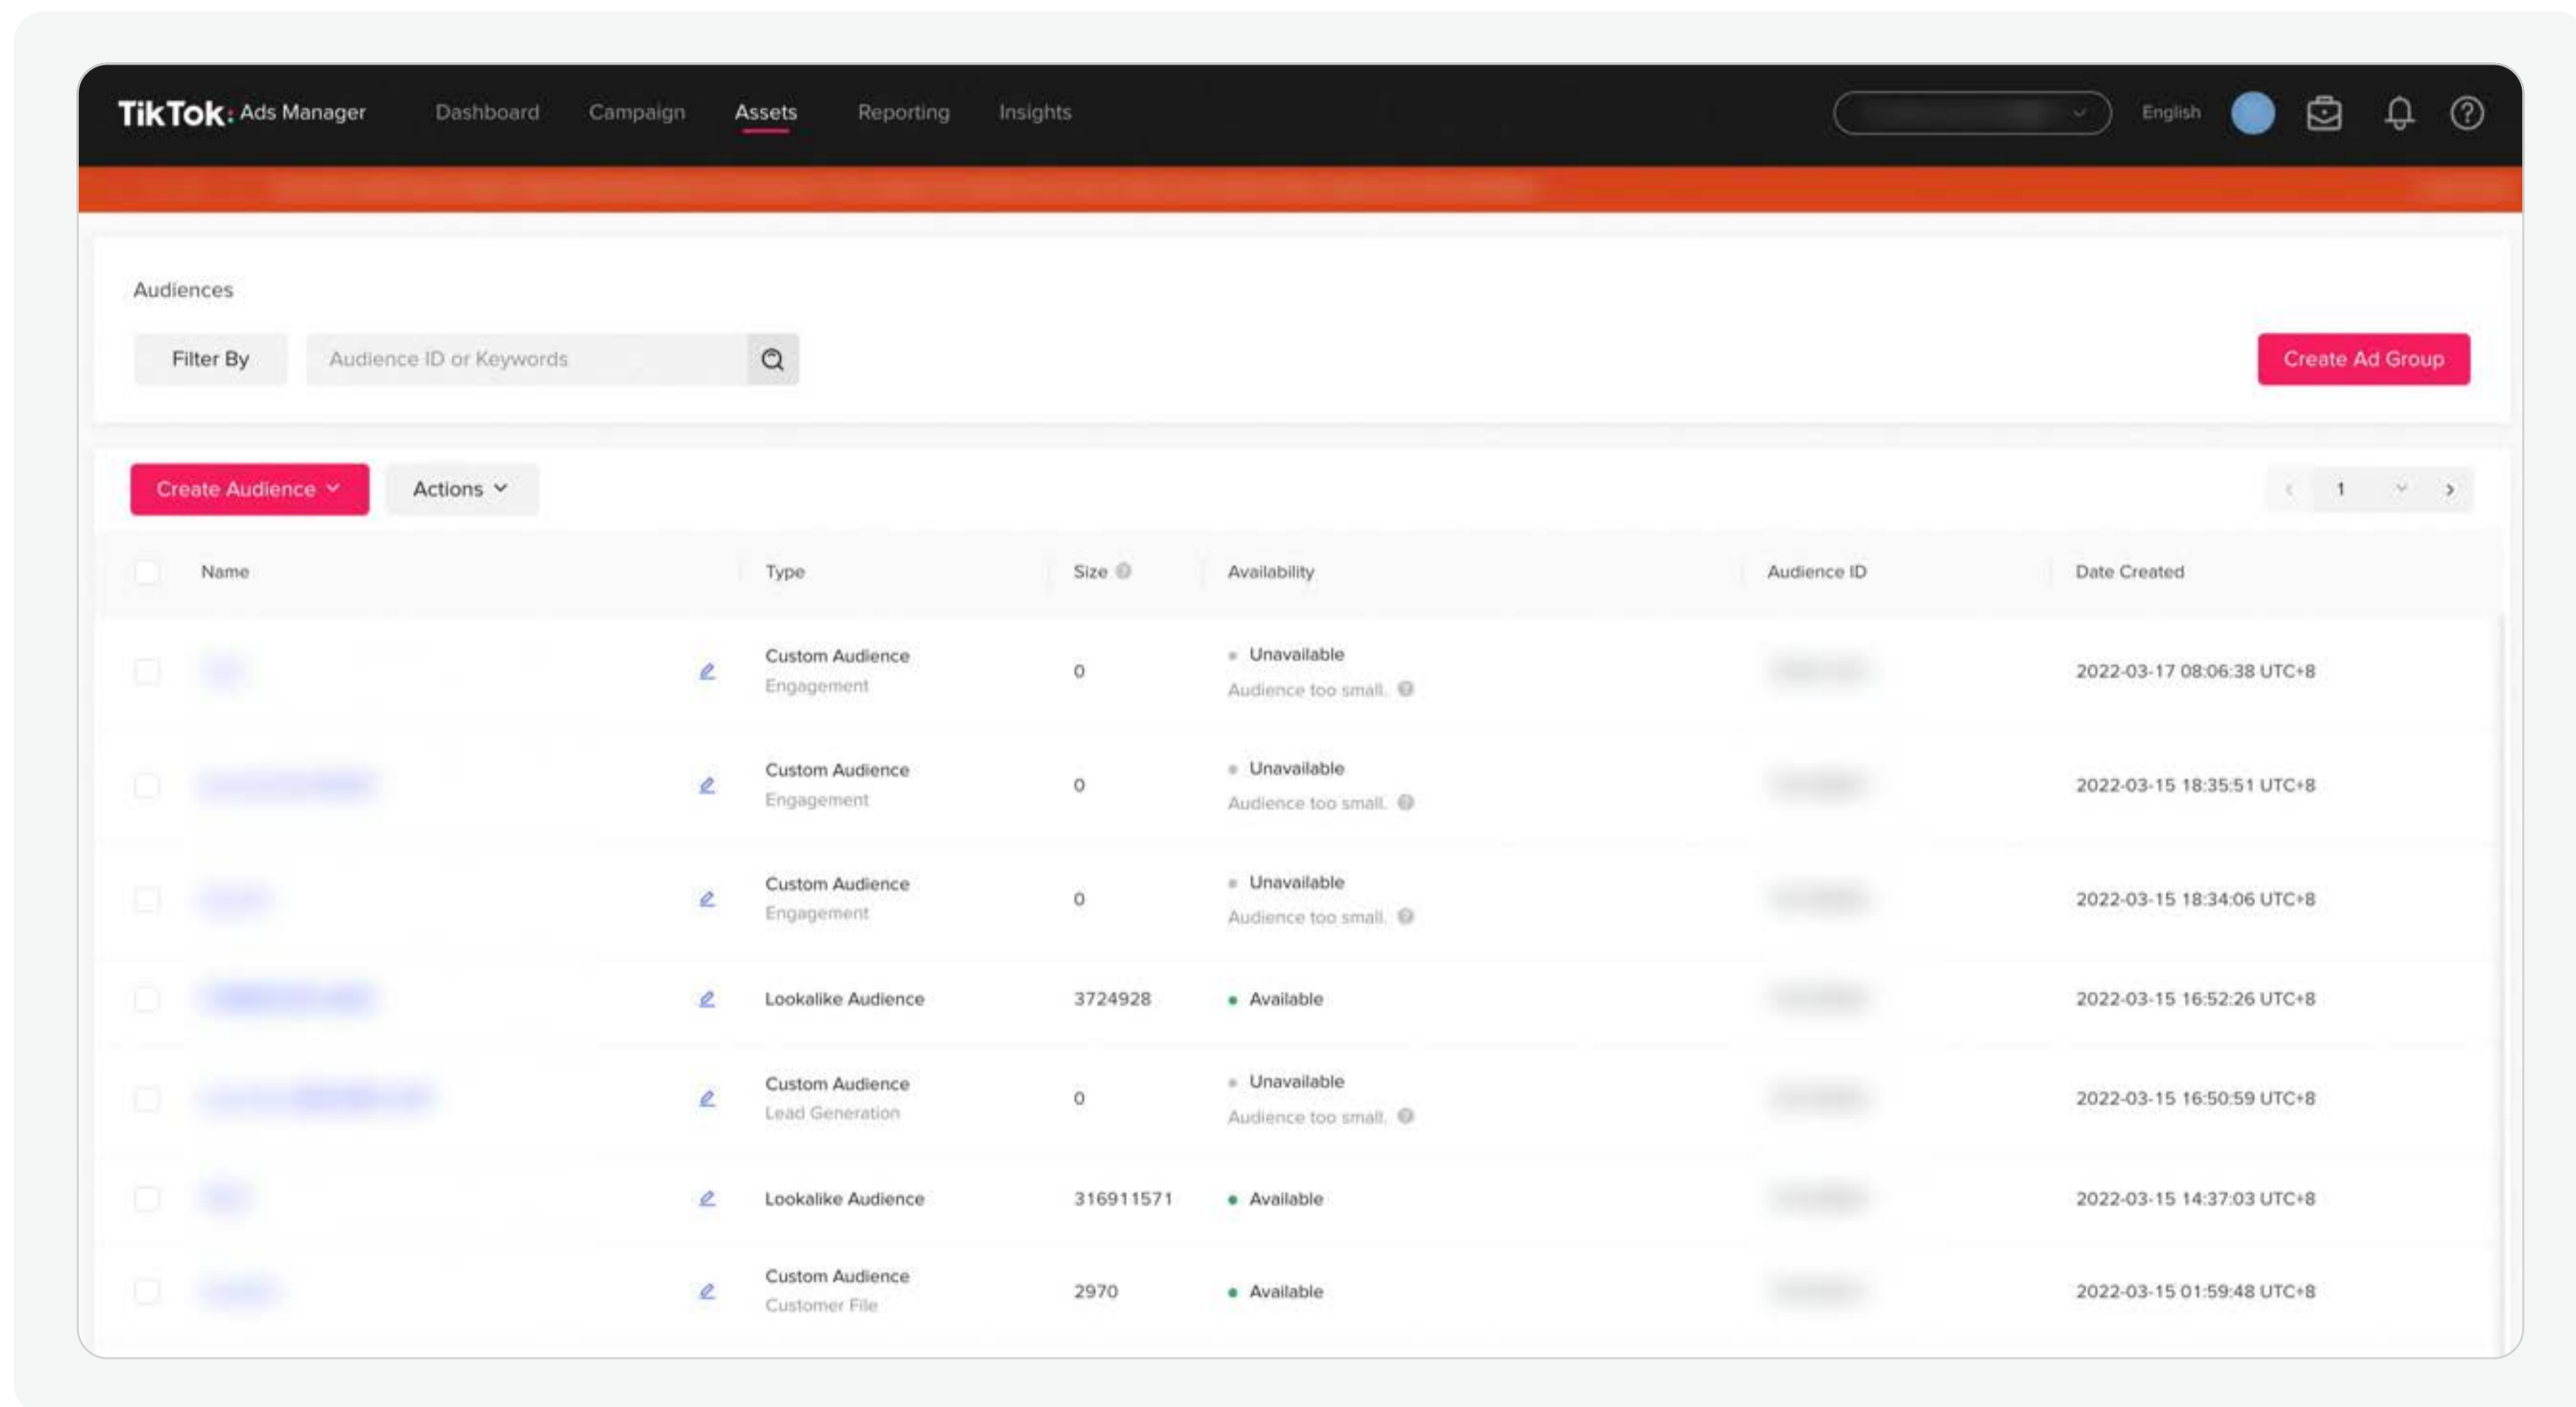 TikTok: Ads Manager Dashboard Campaign Assets Reporting Insights English
Audiences
Filter By Audience ID or Keywords Create Ad Group
Create Audience Actions 1
Name Type Size Availability Audience ID Date Created
Custom Audience
Engagement
0
Unavailable
Audience too small.
2022-03-17 08:06:38 UTC+8
Custom Audience
Engagement
0
Unavailable
Audience too small.
2022-03-15 18:35:51 UTC+8
Custom Audience
Engagement
0
Unavailable
Audience too small.
2022-03-15 18:34:06 UTC+8
Lookalike Audience 3724928 Available 2022-03-15 16:52:26 UTC+8
Custom Audience
Lead Generation
0
Unavailable
Audience too small.
2022-03-15 16:50:59 UTC+8
Lookalike Audience 316911571 Available 2022-03-15 14:37:03 UTC+8
Custom Audience
Customer File
2970
Available
2022-03-15 01:59:48 UTC+8